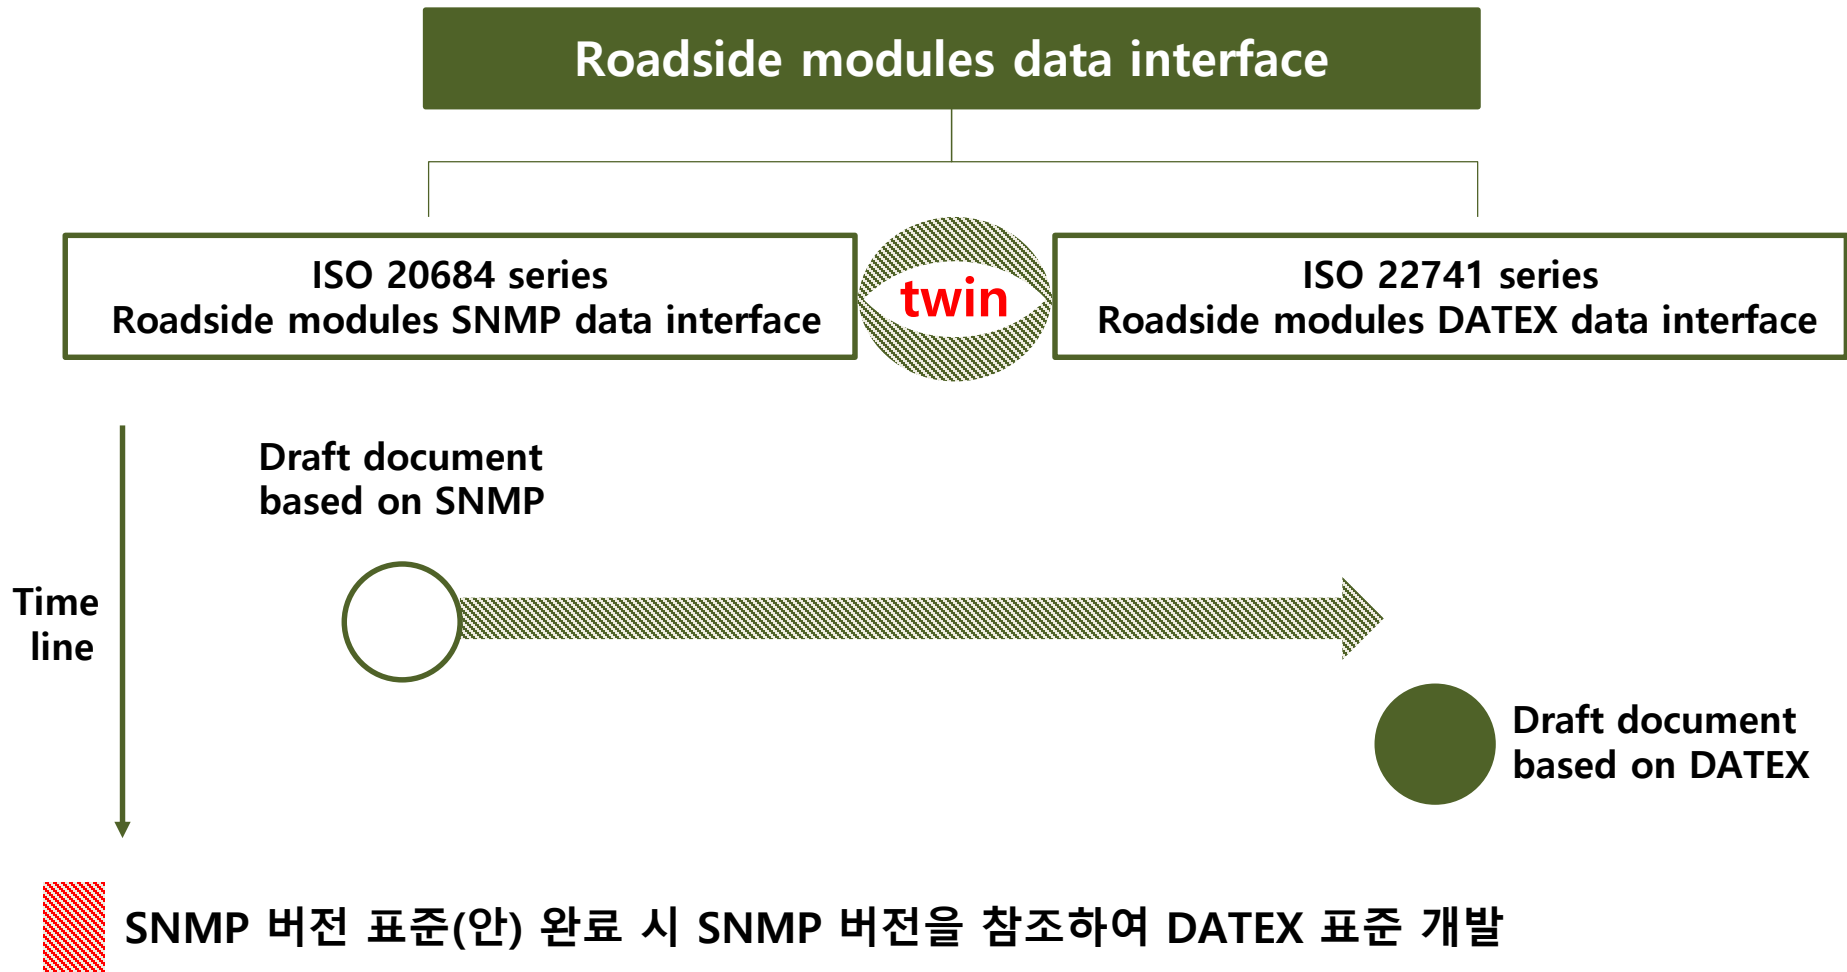 Roadside modules data interface
ISO 20684 series
Roadside modules SNMP data interface
twin
ISO 22741 series
Roadside modules DATEX data interface
Draft document
based on SNMP
Time
line
Draft document
based on DATEX
SNMP 버전 표준(안) 완료 시 SNMP 버전을 참조하여 DATEX 표준 개발